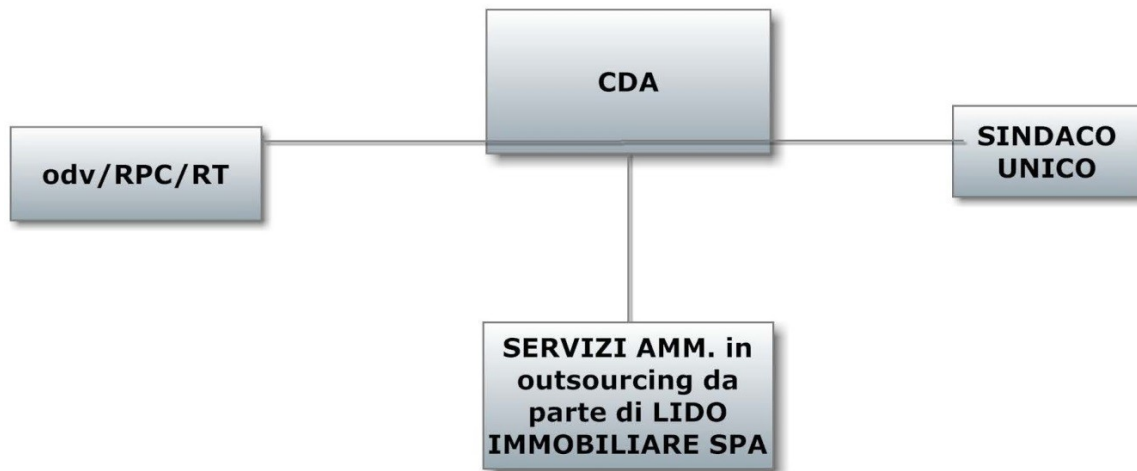 CDA
odv/RPC/RT
SINDACO
UNICO
SERVIZI AMM. in
outsourcing da
parte di LIDO
IMMOBILIARE SPA